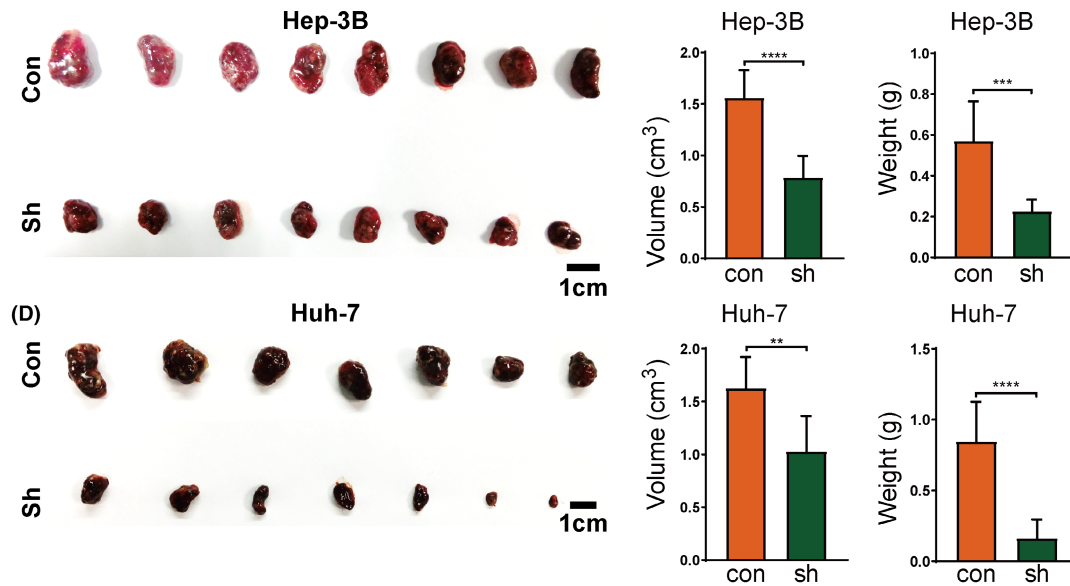 Hep-3B
Con
Sh
1cm
Hep-3B
Volume (cm³)
2.0
1.5
1.0
0.5
0.0
****
con sh
Hep-3B
Weight (g)
1.0
0.8
0.6
0.4
0.2
0.0
***
con sh
(D)
Huh-7
Con
Sh
1cm
Huh-7
Volume (cm³)
2.0
1.5
1.0
0.5
0.0
**
con sh
Huh-7
Weight (g)
1.5
1.0
0.5
0.0
****
con sh